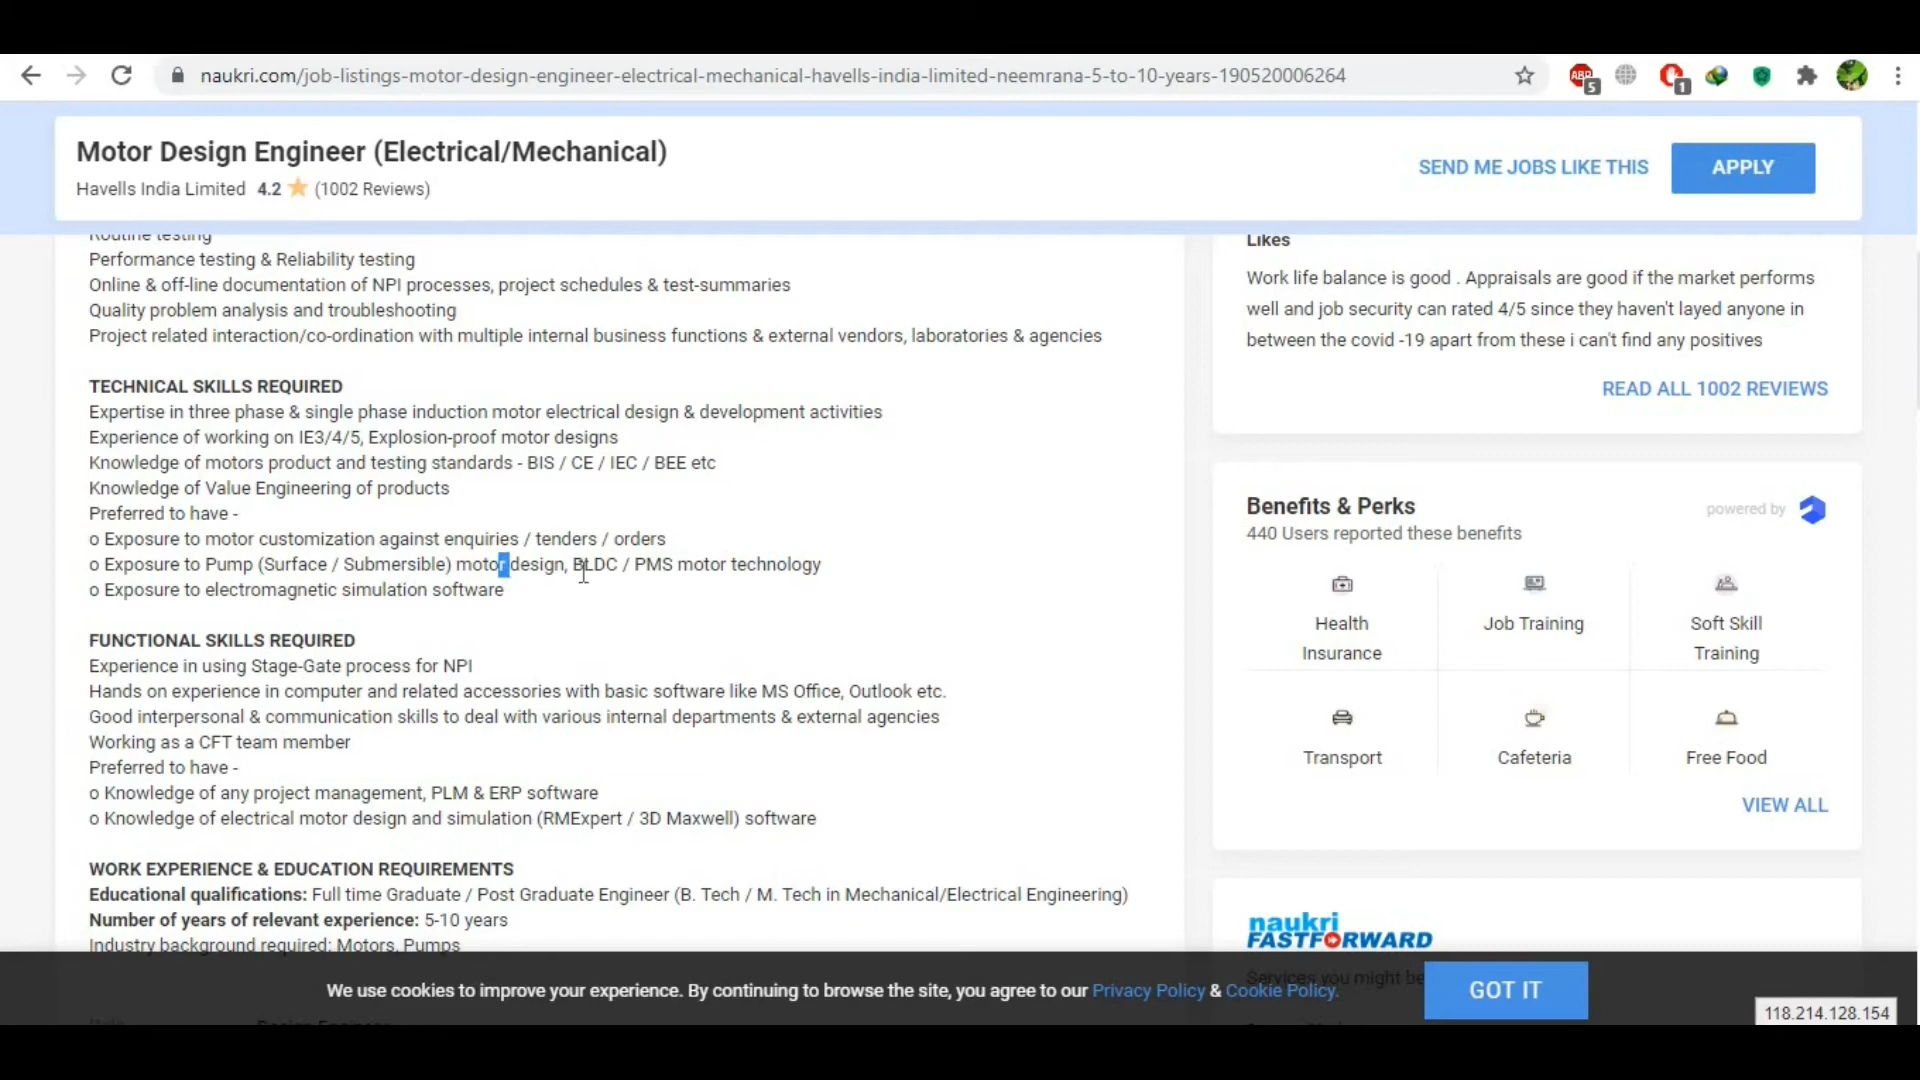 naukri.com/job-listings-motor-design-engineer-electrical-mechanical-havells-india-limited-neemrana-5-to-10-years-190520006264
ABP
5
1
Motor Design Engineer (Electrical/Mechanical)
Havells India Limited 4.2 (1002 Reviews)
SEND ME JOBS LIKE THIS
APPLY
Routine testing
Performance testing & Reliability testing
Online & off-line documentation of NPI processes, project schedules & test-summaries
Quality problem analysis and troubleshooting
Project related interaction/co-ordination with multiple internal business functions & external vendors, laboratories & agencies
TECHNICAL SKILLS REQUIRED
Expertise in three phase & single phase induction motor electrical design & development activities
Experience of working on IE3/4/5, Explosion-proof motor designs
Knowledge of motors product and testing standards - BIS / CE / IEC / BEE etc
Knowledge of Value Engineering of products
Preferred to have -
o Exposure to motor customization against enquiries / tenders / orders
o Exposure to Pump (Surface / Submersible) motor design, BLDC / PMS motor technology
o Exposure to electromagnetic simulation software
FUNCTIONAL SKILLS REQUIRED
Experience in using Stage-Gate process for NPI
Hands on experience in computer and related accessories with basic software like MS Office, Outlook etc.
Good interpersonal & communication skills to deal with various internal departments & external agencies
Working as a CFT team member
Preferred to have -
o Knowledge of any project management, PLM & ERP software
o Knowledge of electrical motor design and simulation (RMExpert / 3D Maxwell) software
WORK EXPERIENCE & EDUCATION REQUIREMENTS
Educational qualifications: Full time Graduate / Post Graduate Engineer (B. Tech / M. Tech in Mechanical/Electrical Engineering)
Number of years of relevant experience: 5-10 years
Industry background required: Motors, Pumps
Likes
Work life balance is good . Appraisals are good if the market performs
well and job security can rated 4/5 since they haven't layed anyone in
between the covid -19 apart from these i can't find any positives
READ ALL 1002 REVIEWS
Benefits & Perks
powered by
440 Users reported these benefits
Health Insurance
Job Training
Soft Skill Training
Transport
Cafeteria
Free Food
VIEW ALL
naukri
FASTFORWARD
Services you might be
We use cookies to improve your experience. By continuing to browse the site, you agree to our Privacy Policy & Cookie Policy.
GOT IT
118.214.128.154